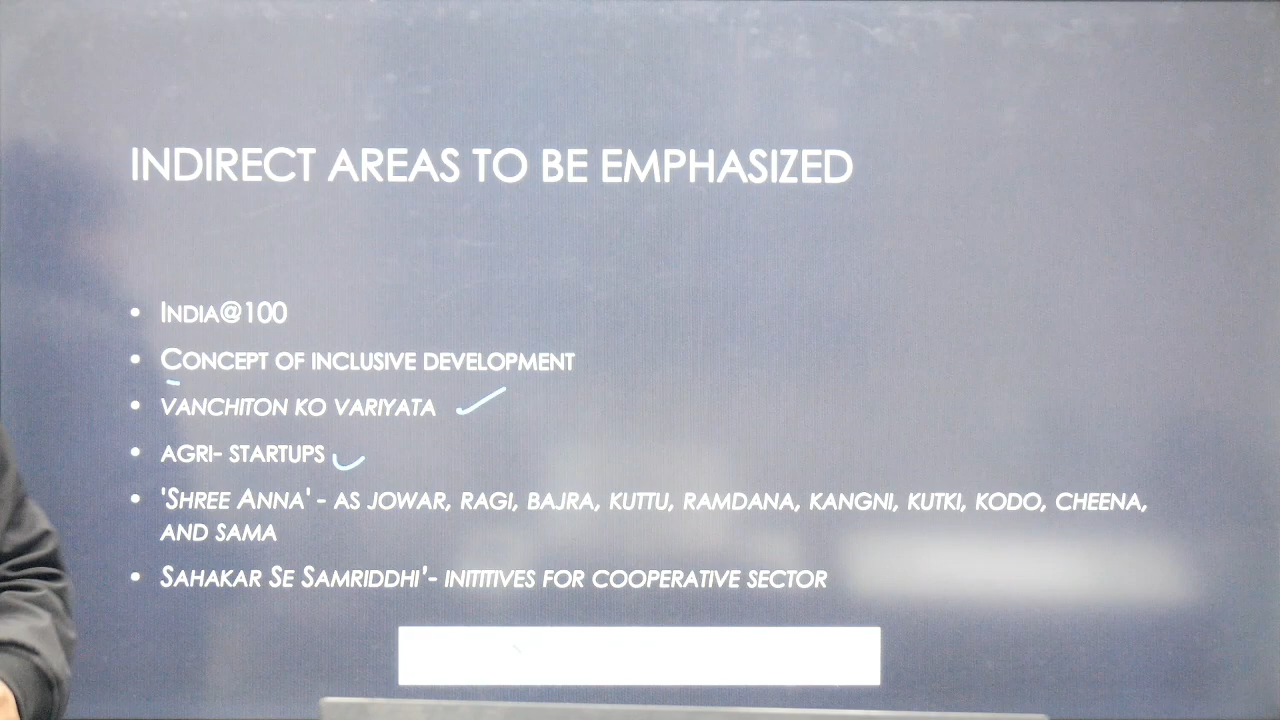 INDIRECT AREAS TO BE EMPHASIZED
• INDIA@100
• CONCEPT OF INCLUSIVE DEVELOPMENT
• VANCHITON KO VARIYATA
• AGRI- STARTUPS
• 'SHREE ANNA' - AS JOWAR, RAGI, BAJRA, KUTTU, RAMDANA, KANGNI, KUTKI, KODO, CHEENA,
AND SAMA
• SAHAKAR SE SAMRIDDHI'- INITITIVES FOR COOPERATIVE SECTOR